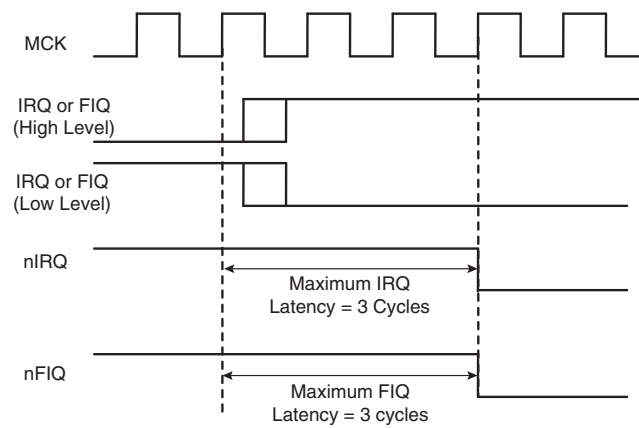 MCK
IRQ or FIQ
(High Level)
IRQ or FIQ
(Low Level)
nIRQ
Maximum IRQ
Latency = 3 Cycles
nFIQ
Maximum FIQ
Latency = 3 cycles